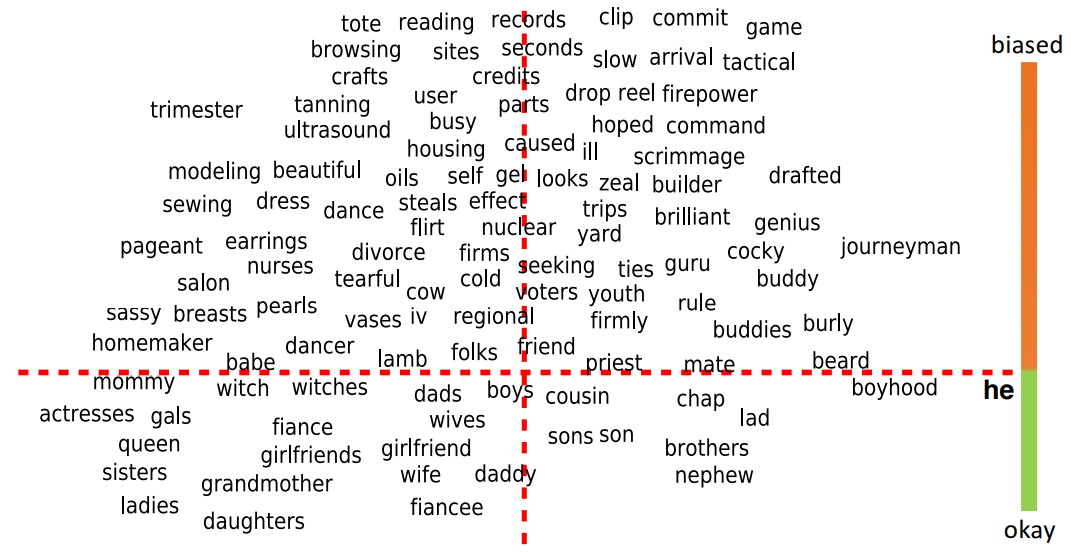 tote reading records clip commit game
browsing sites seconds slow arrival tactical biased
crafts credits
trimester tanning user parts drop reel firepower
ultrasound busy hoped command
housing caused ill scrimmage
modeling beautiful oils self gel looks zeal builder drafted
sewing dress dance steals effect trips brilliant genius
flirt nuclear yard
pageant earrings divorce firms cocky journeyman
nurses tearful cold seeking ties guru buddy
salon cow voters youth rule
sassy breasts pearls vases iv regional firmly buddies burly
homemaker dancer lamb folks friend
babe priest mate beard
mommy witch witches dads boys cousin chap boyhood he
actresses gals fiance wives lad
queen girlfriends girlfriend sons son brothers
sisters grandmother wife daddy nephew
ladies daughters fiancee okay